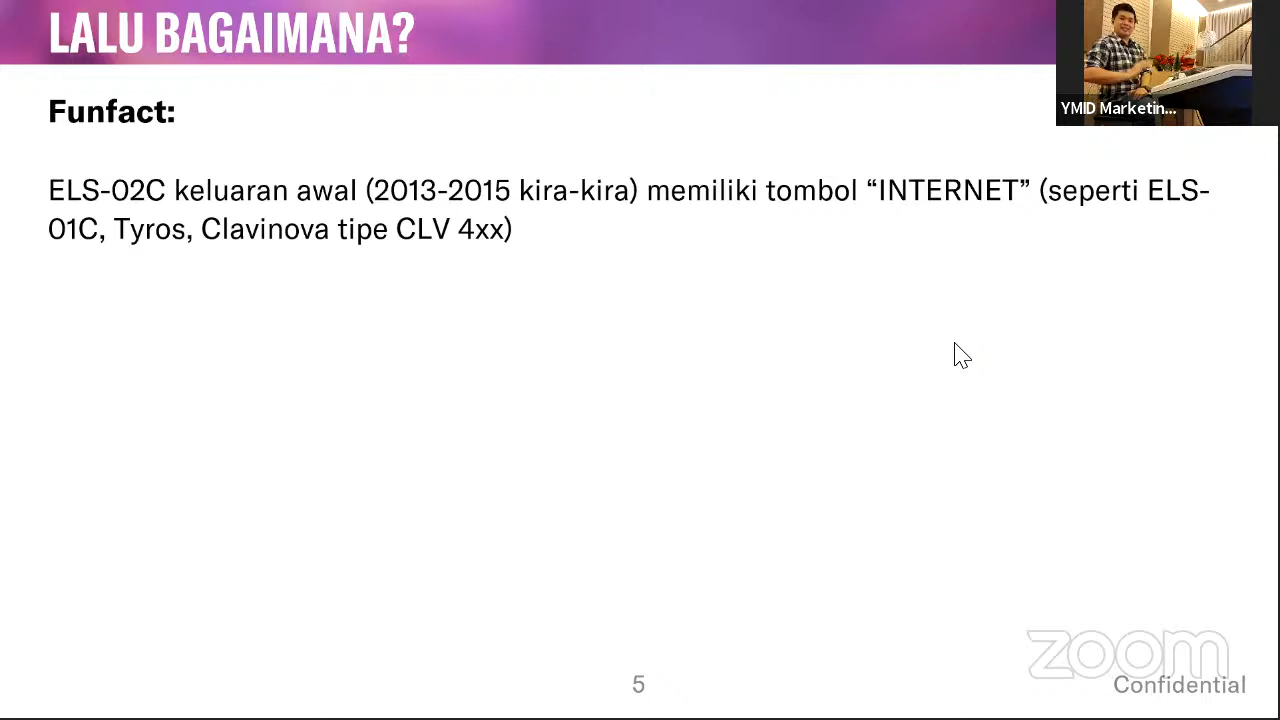 LALU BAGAIMANA?
YMID Marketin...
Funfact:
ELS-02C keluaran awal (2013-2015 kira-kira) memiliki tombol “INTERNET” (seperti ELS-
01C, Tyros, Clavinova tipe CLV 4xx)
zoom
5
Confidential